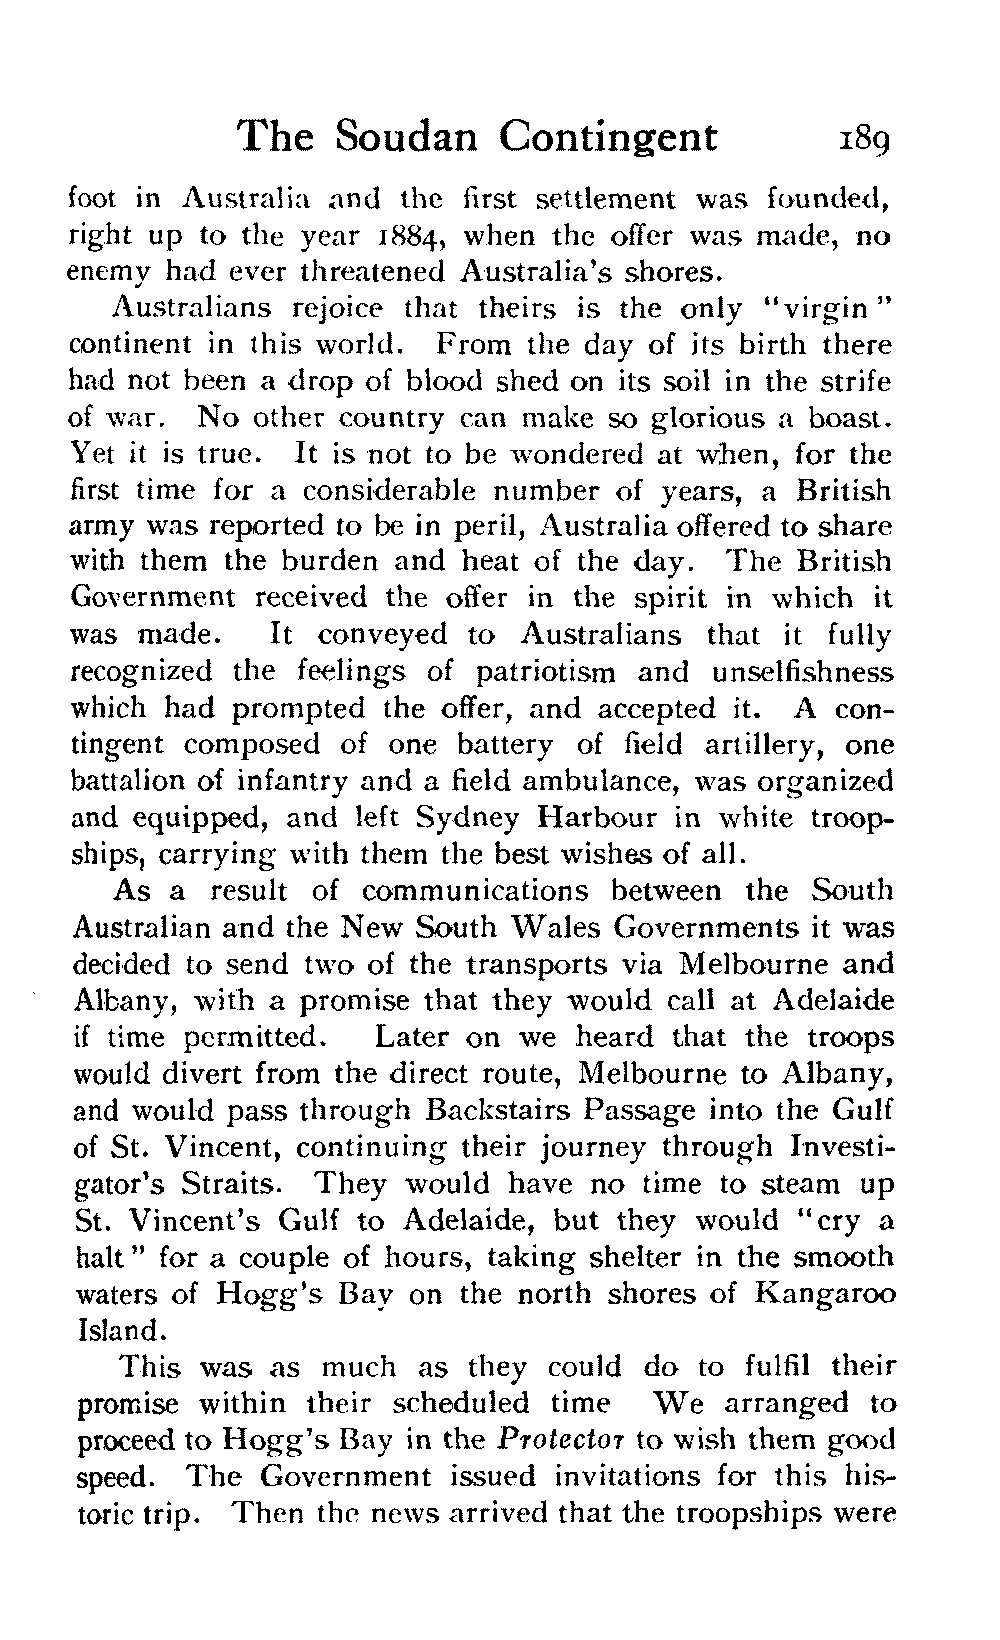 The Soudan Contingent 189
foot in Australia and the first settlement was founded,
right up to the year 1884, when the offer was made, no
enemy had ever threatened Australia's shores.
Australians rejoice that theirs is the only "virgin"
continent in this world. From the day of its birth there
had not been a drop of blood shed on its soil in the strife
of war. No other country can make so glorious a boast.
Yet it is true. It is not to be wondered at when, for the
first time for a considerable number of years, a British
army was reported to be in peril, Australia offered to share
with them the burden and heat of the day. The British
Government received the offer in the spirit in which it
was made. It conveyed to Australians that it fully
recognized the feelings of patriotism and unselfishness
which had prompted the offer, and accepted it. A con-
tingent composed of one battery of field artillery, one
battalion of infantry and a field ambulance, was organized
and equipped, and left Sydney Harbour in white troop-
ships, carrying with them the best wishes of all.
As a result of communications between the South
Australian and the New South Wales Governments it was
decided to send two of the transports via Melbourne and
Albany, with a promise that they would call at Adelaide
if time permitted. Later on we heard that the troops
would divert from the direct route, Melbourne to Albany,
and would pass through Backstairs Passage into the Gulf
of St. Vincent, continuing their journey through Investi-
gator's Straits. They would have no time to steam up
St. Vincent's Gulf to Adelaide, but they would "cry a
halt" for a couple of hours, taking shelter in the smooth
waters of Hogg's Bay on the north shores of Kangaroo
Island.
This was as much as they could do to fulfil their
promise within their scheduled time We arranged to
proceed to Hogg's Bay in the Protector to wish them good
speed. The Government issued invitations for this his-
toric trip. Then the news arrived that the troopships were